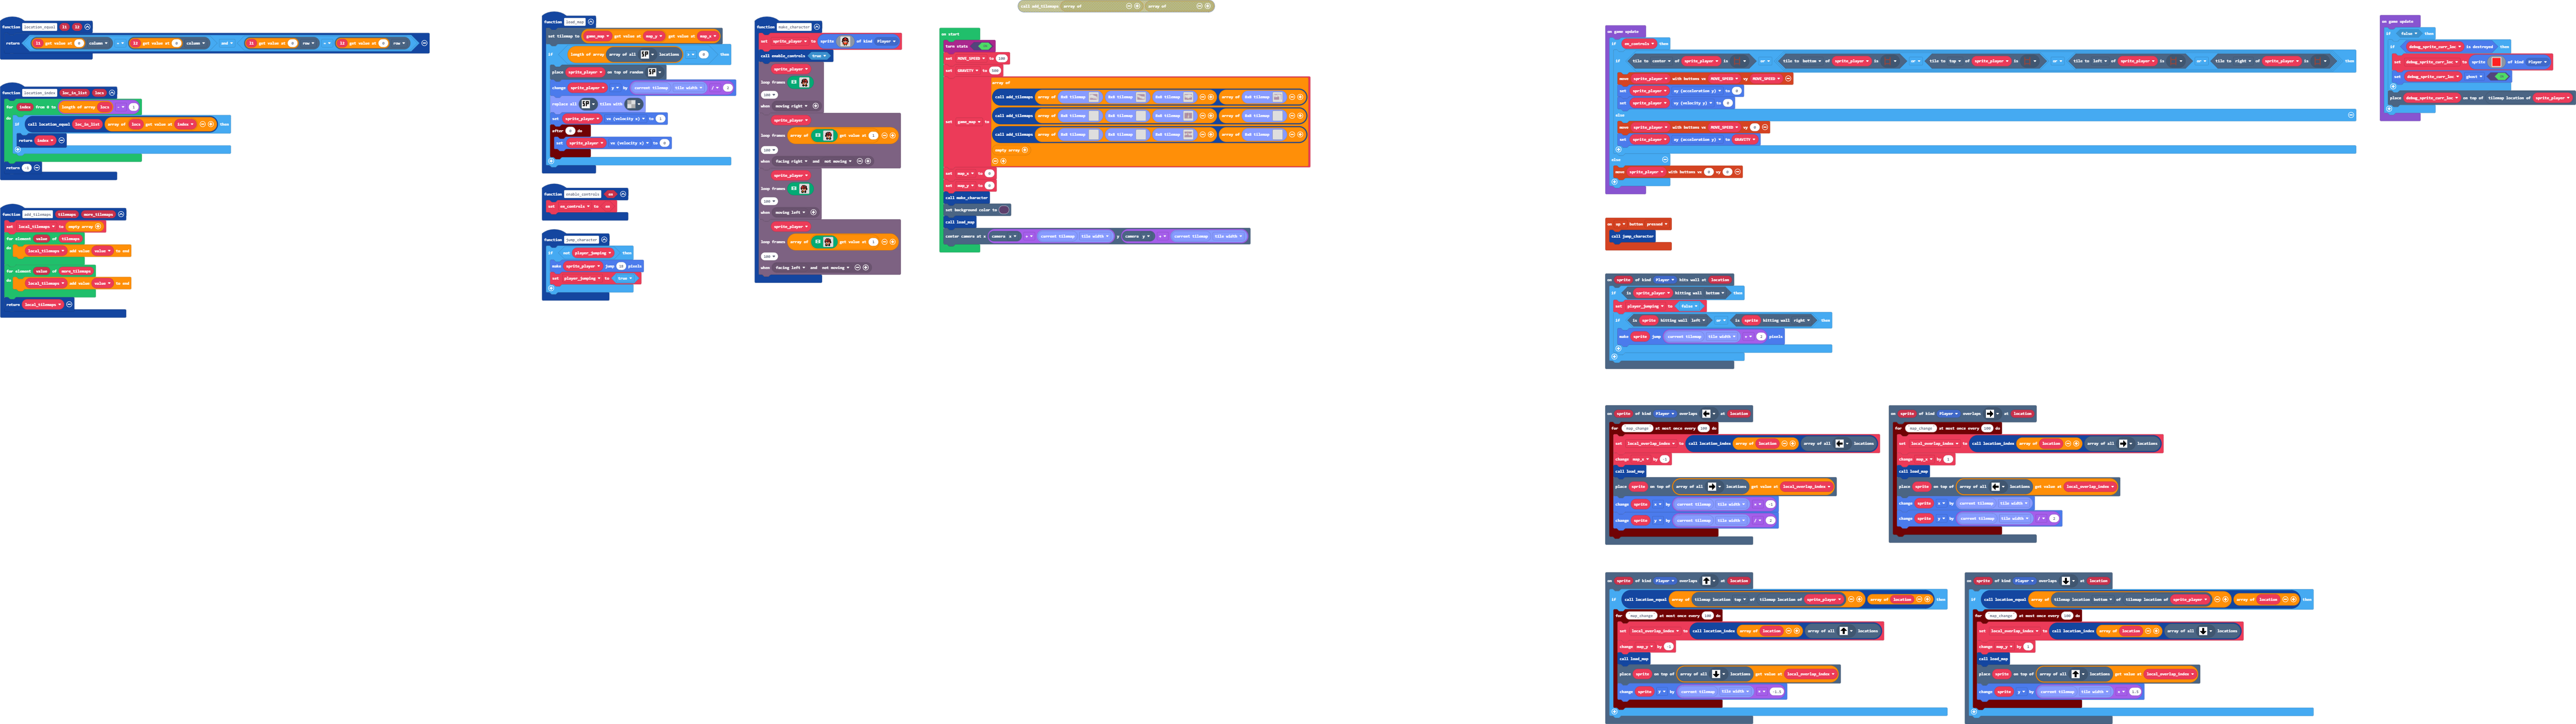 function location_equal l1 l2
return l1 get value at 0 column = l2 get value at 0 column and l1 get value at 0 row = l2 get value at 0 row
function location_index loc_in_list locs
for index from 0 to length of array locs - 1
do
if call location_equal loc_in_list array of locs get value at index then
return index
return -1
function add_tilemaps tilemaps more_tilemaps
set local_tilemaps to empty array
for element value of tilemaps
do local_tilemaps add value value to end
for element value of more_tilemaps
do local_tilemaps add value value to end
return local_tilemaps
function load_map
set tilemap to game_map get value at map_y get value at map_x
if length of array array of all SP locations > 0 then
place sprite_player on top of random SP
change sprite_player y by current tilemap tile width / 2
replace all SP tiles with
set sprite_player vx (velocity x) to 1
after 0 do
set sprite_player vx (velocity x) to 0
function enable_controls en
set en_controls to en
function jump_character
if not player_jumping then
make sprite_player jump pixels
set player_jumping to true
function make_character
set sprite_player to sprite of kind Player
call enable_controls true
sprite_player
loop frames
100
when moving right
sprite_player
loop frames array of get value at 1
100
when facing right and not moving
sprite_player
loop frames
100
when moving left
sprite_player
loop frames array of get value at 1
100
when facing left and not moving
call add_tilemaps array of array of
on start
turn stats
set MOVE_SPEED to 100
set GRAVITY to
set game_map to array of
call add_tilemaps array of 8x8 tilemap 8x8 tilemap 8x8 tilemap array of 8x8 tilemap
call add_tilemaps array of 8x8 tilemap 8x8 tilemap 8x8 tilemap array of 8x8 tilemap
call add_tilemaps array of 8x8 tilemap 8x8 tilemap 8x8 tilemap array of 8x8 tilemap
empty array
set map_x to 0
set map_y to 0
call make_character
set background color to
call load_map
center camera at x camera x + current tilemap tile width y camera y + current tilemap tile width
on game update
if en_controls then
if tile to center of sprite_player is or tile to bottom of sprite_player is or tile to top of sprite_player is or tile to left of sprite_player is or tile to right of sprite_player is then
move sprite_player with buttons vx MOVE_SPEED vy MOVE_SPEED
set sprite_player ay (acceleration y) to 0
set sprite_player vy (velocity y) to 0
else
move sprite_player with buttons vx MOVE_SPEED vy 0
set sprite_player ay (acceleration y) to GRAVITY
else
move sprite_player with buttons vx 0 vy 0
on up button pressed
call jump_character
on sprite of kind Player hits wall at location
if is sprite_player hitting wall bottom then
set player_jumping to false
if is sprite hitting wall left or is sprite hitting wall right then
make sprite jump current tilemap tile width pixels
on sprite of kind Player overlaps at location
for map_change at most once every 100 do
set local_overlap_index to call location_index array of location array of all locations
change map_x by -1
call load_map
place sprite on top of array of all locations get value at local_overlap_index
change sprite x by current tilemap tile width × -1
change sprite y by current tilemap tile width / 2
on sprite of kind Player overlaps at location
for map_change at most once every 100 do
set local_overlap_index to call location_index array of location array of all locations
change map_x by 1
call load_map
place sprite on top of array of all locations get value at local_overlap_index
change sprite x by current tilemap tile width
change sprite y by current tilemap tile width / 2
on sprite of kind Player overlaps at location
if call location_equal array of tilemap location top of tilemap location of sprite_player array of location then
for map_change at most once every 100 do
set local_overlap_index to call location_index array of location array of all locations
change map_y by -1
call load_map
place sprite on top of array of all locations get value at local_overlap_index
change sprite y by current tilemap tile width × -1.5
on sprite of kind Player overlaps at location
if call location_equal array of tilemap location bottom of tilemap location of sprite_player array of location then
for map_change at most once every 100 do
set local_overlap_index to call location_index array of location array of all locations
change map_y by 1
call load_map
place sprite on top of array of all locations get value at local_overlap_index
change sprite y by current tilemap tile width × 1.5
on game update
if false then
if debug_sprite_curr_loc is destroyed then
set debug_sprite_curr_loc to sprite of kind Player
set debug_sprite_curr_loc ghost
place debug_sprite_curr_loc on top of tilemap location of sprite_player